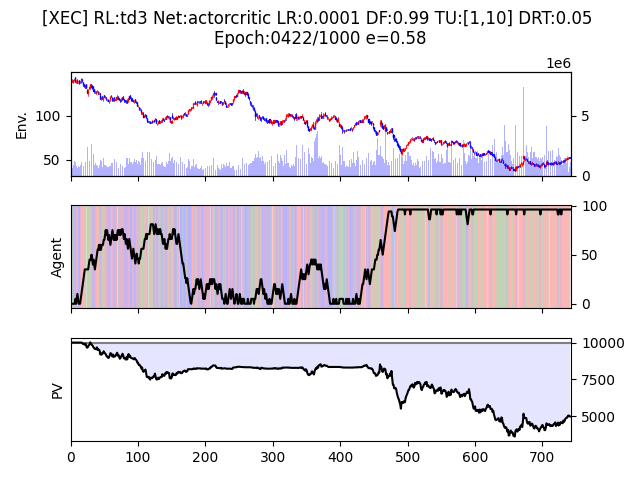 [XEC] RL:td3 Net:actorcritic LR:0.0001 DF:0.99 TU:[1,10] DRT:0.05
Epoch:0422/1000 e=0.58
1e6
Env.
100
50
5
0
Agent
100
50
0
PV
10000
7500
5000
0 100 200 300 400 500 600 700